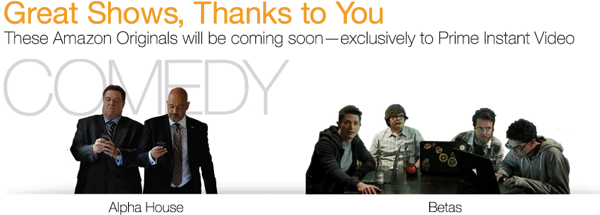 Great Shows, Thanks to You
These Amazon Originals will be coming soon—exclusively to Prime Instant Video
COMEDY
Alpha House
Betas